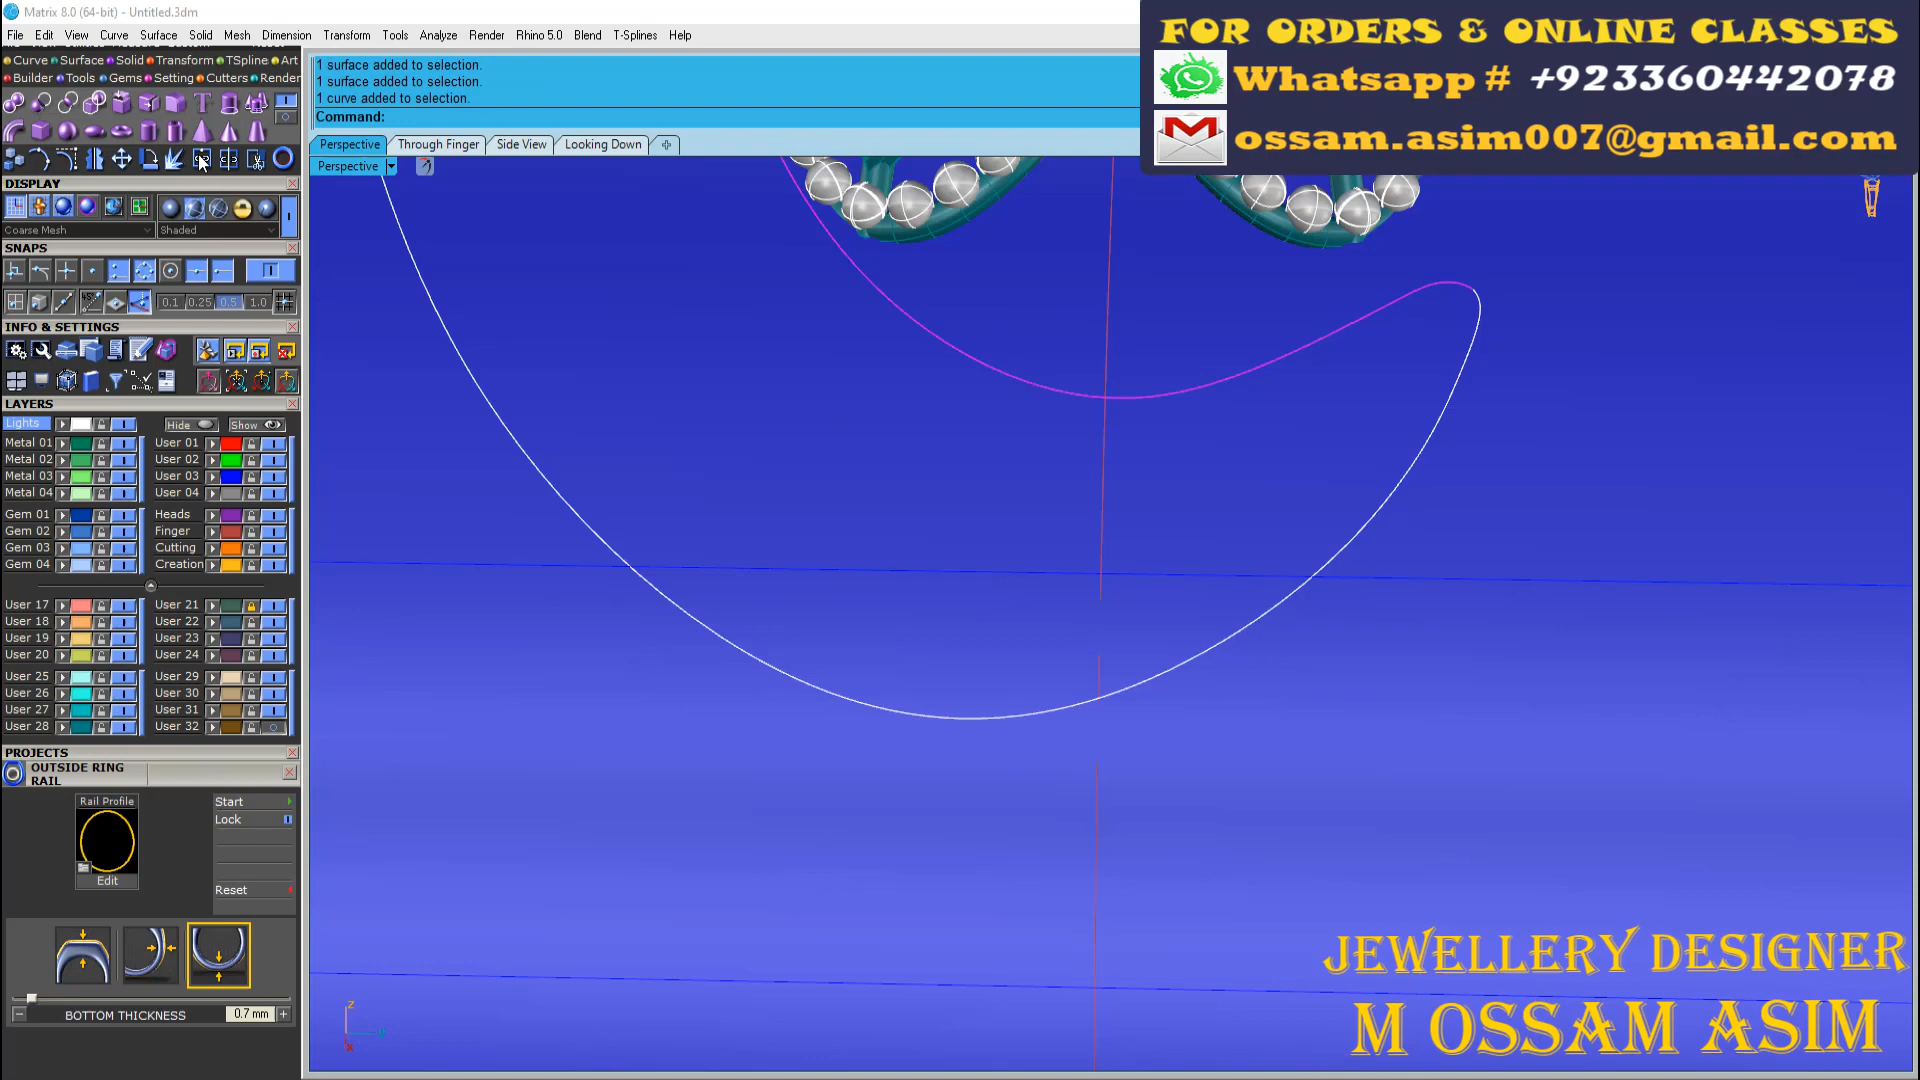 Matrix 8.0 (64-bit) - Untitled.3dm
File Edit View Curve Surface Solid Mesh Dimension Transform Tools Analyze Render Rhino 5.0 Blend T-Splines Help
Curve Surface Solid Transform TSpline Art
Builder Tools Gems Setting Cutters Render
1 surface added to selection.
1 surface added to selection.
1 curve added to selection.
Command:
Perspective Through Finger Side View Looking Down
Perspective
FOR ORDERS & ONLINE CLASSES
Whatsapp # +923360442078
ossam.asim007@gmail.com
DISPLAY
Coarse Mesh Shaded
SNAPS
0.1 0.25 0.5 1.0
INFO & SETTINGS
LAYERS
Lights Hide Show
Metal 01 User 01
Metal 02 User 02
Metal 03 User 03
Metal 04 User 04
Gem 01 Heads
Gem 02 Finger
Gem 03 Cutting
Gem 04 Creation
User 17 User 21
User 18 User 22
User 19 User 23
User 20 User 24
User 25 User 29
User 26 User 30
User 27 User 31
User 28 User 32
PROJECTS
OUTSIDE RING
RAIL
Rail Profile
Edit
Start
Lock
Reset
BOTTOM THICKNESS 0.7 mm
z
x
JEWELLERY DESIGNER
M OSSAM ASIM